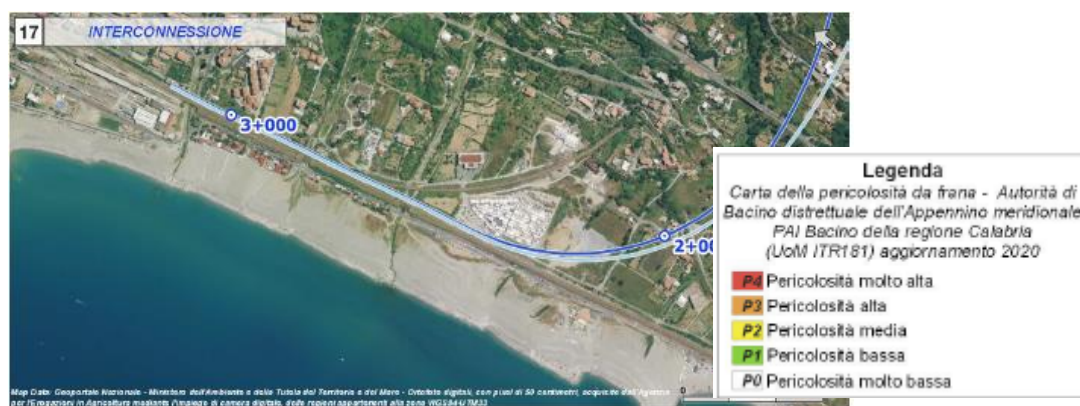 17 INTERCONNESSIONE
3+000
2+00
Legenda
Carta della pericolosità da frana - Autorità di
Bacino distrettuale dell'Appennino meridionale
PAI Bacino della regione Calabria
(UoM ITR181) aggiornamento 2020
P4 Pericolosità molto alta
P3 Pericolosità alta
P2 Pericolosità media
P1 Pericolosità bassa
P0 Pericolosità molto bassa
Map Data: Geoportale Nazionale - Ministero dell'Ambiente e della Tutela del Territorio e del Mare - Ortofoto digitali, con pixel di 50 centimetri, acquisite dall'Agenzia
per l'Erogazioni in Agricoltura mediante l'impiego di camera digitale, delle regioni appartenenti alla zona WGS84-UTM33
0